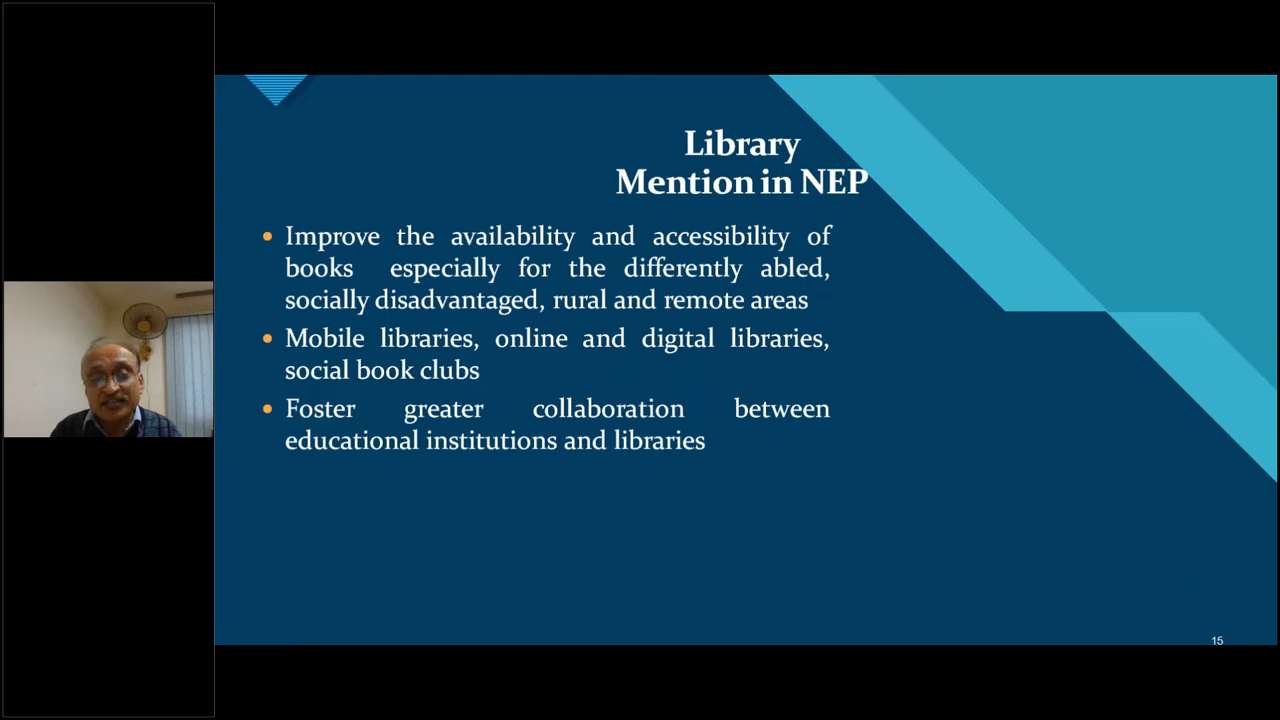 Library
Mention in NEP
• Improve the availability and accessibility of
books especially for the differently abled,
socially disadvantaged, rural and remote areas
• Mobile libraries, online and digital libraries,
social book clubs
• Foster greater collaboration between
educational institutions and libraries
15